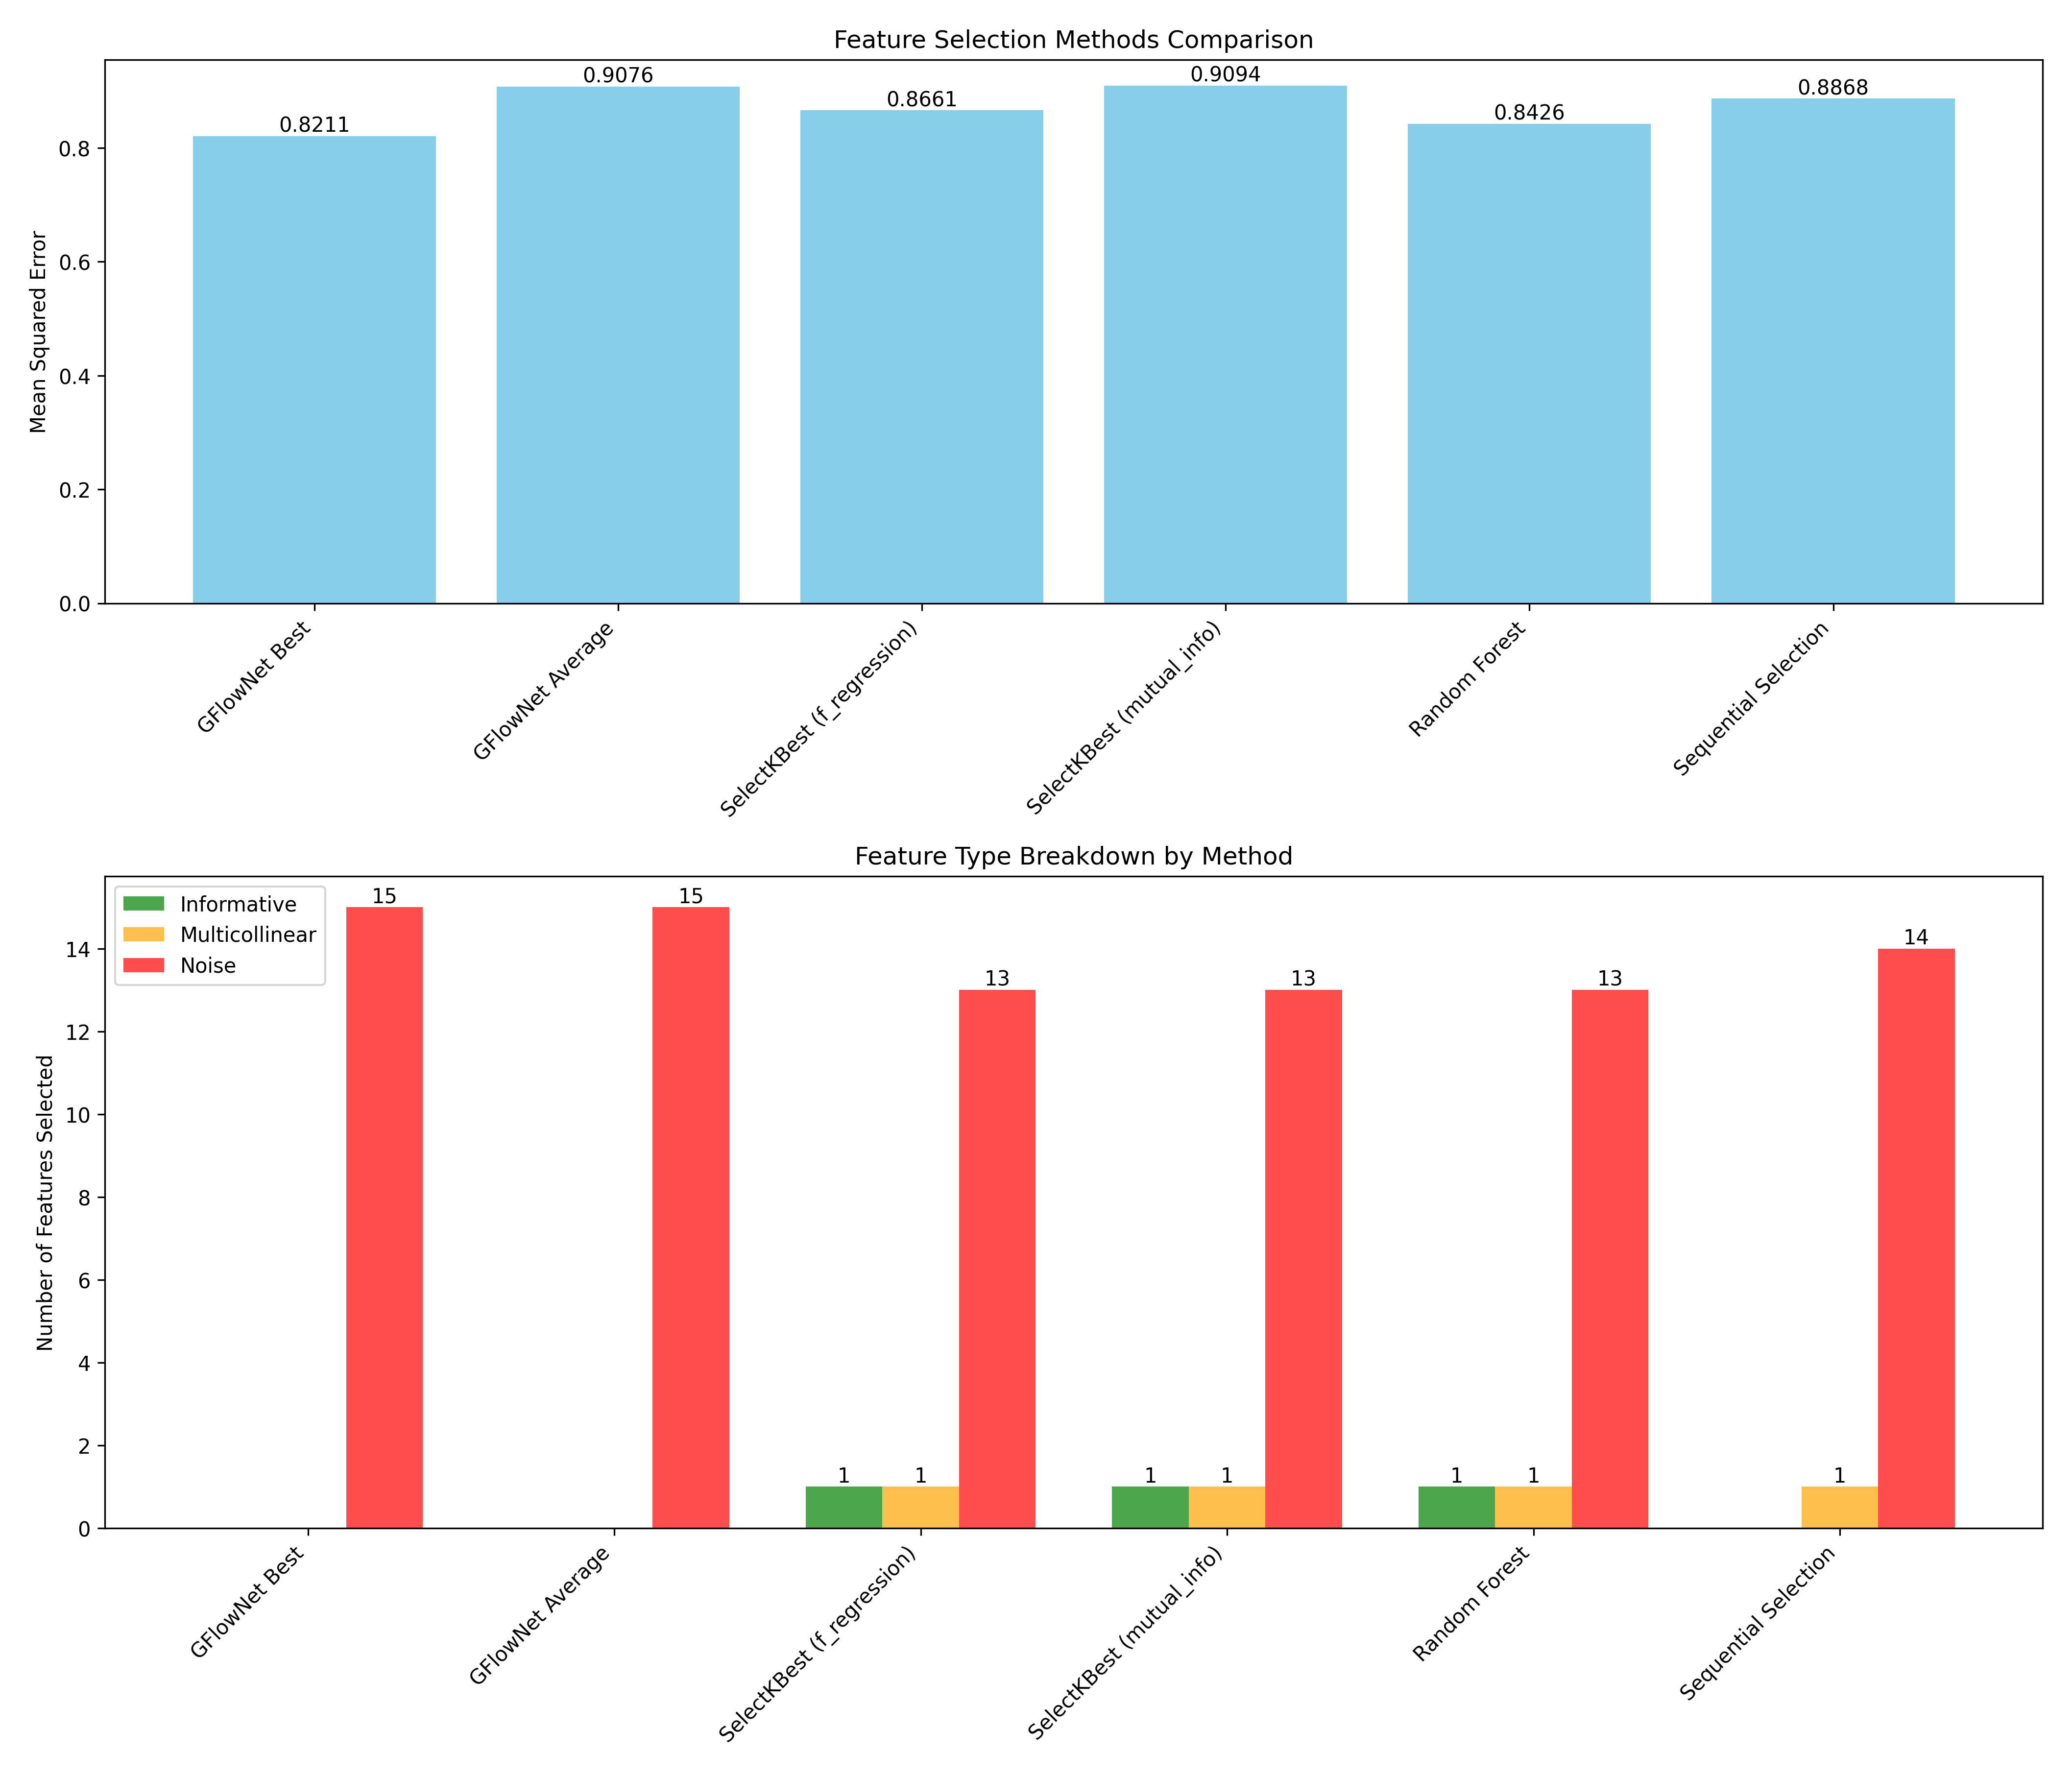 Feature Selection Methods Comparison
Mean Squared Error
0.8
0.6
0.4
0.2
0.0
0.8211
0.9076
0.8661
0.9094
0.8426
0.8868
GFlowNet Best
GFlowNet Average
SelectKBest (f_regression)
SelectKBest (mutual_info)
Random Forest
Sequential Selection
Feature Type Breakdown by Method
Number of Features Selected
14
12
10
8
6
4
2
0
Informative
Multicollinear
Noise
15
15
1
1
13
1
1
13
1
1
13
1
14
GFlowNet Best
GFlowNet Average
SelectKBest (f_regression)
SelectKBest (mutual_info)
Random Forest
Sequential Selection